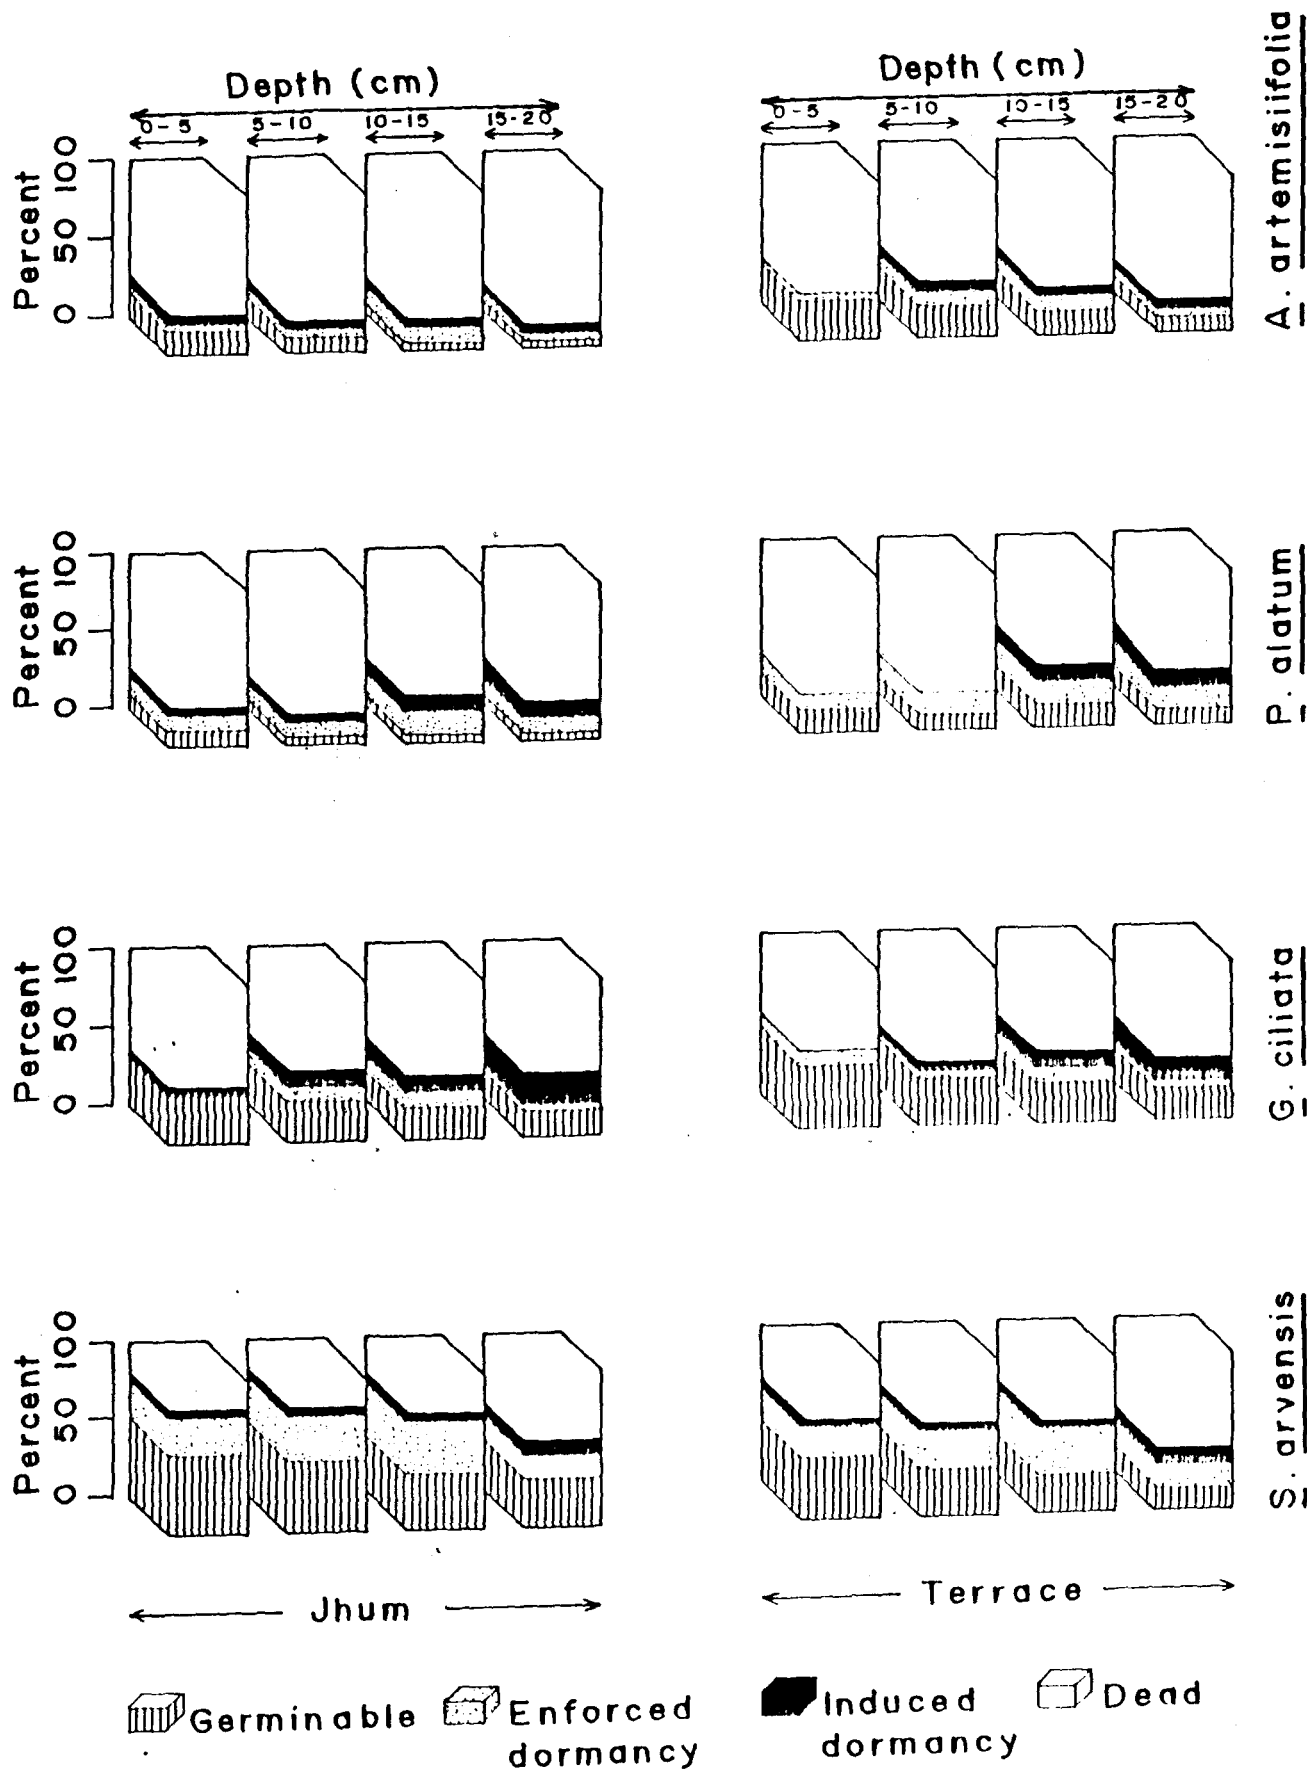 Depth (cm)
0-5 5-10 10-15 15-20
Depth (cm)
0-5 5-10 10-15 15-20
Percent
0 50 100
A. artemisiifolia
Percent
0 50 100
P. alatum
Percent
0 50 100
G. ciliata
Percent
0 50 100
S. arvensis
Jhum
Terrace
Germinable
Enforced
dormancy
Induced
dormancy
Dead